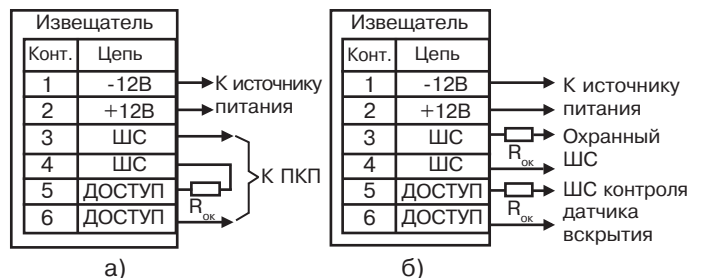 Извещатель
Конт. Цепь
1 -12В
2 +12В
3 ШС
4 ШС
5 ДОСТУП
6 ДОСТУП
К источнику
питания
К ПКП
Rок
а)
Извещатель
Конт. Цепь
1 -12В
2 +12В
3 ШС
4 ШС
5 ДОСТУП
6 ДОСТУП
К источнику
питания
Rок
Охранный
ШС
Rок
ШС контроля
датчика
вскрытия
б)